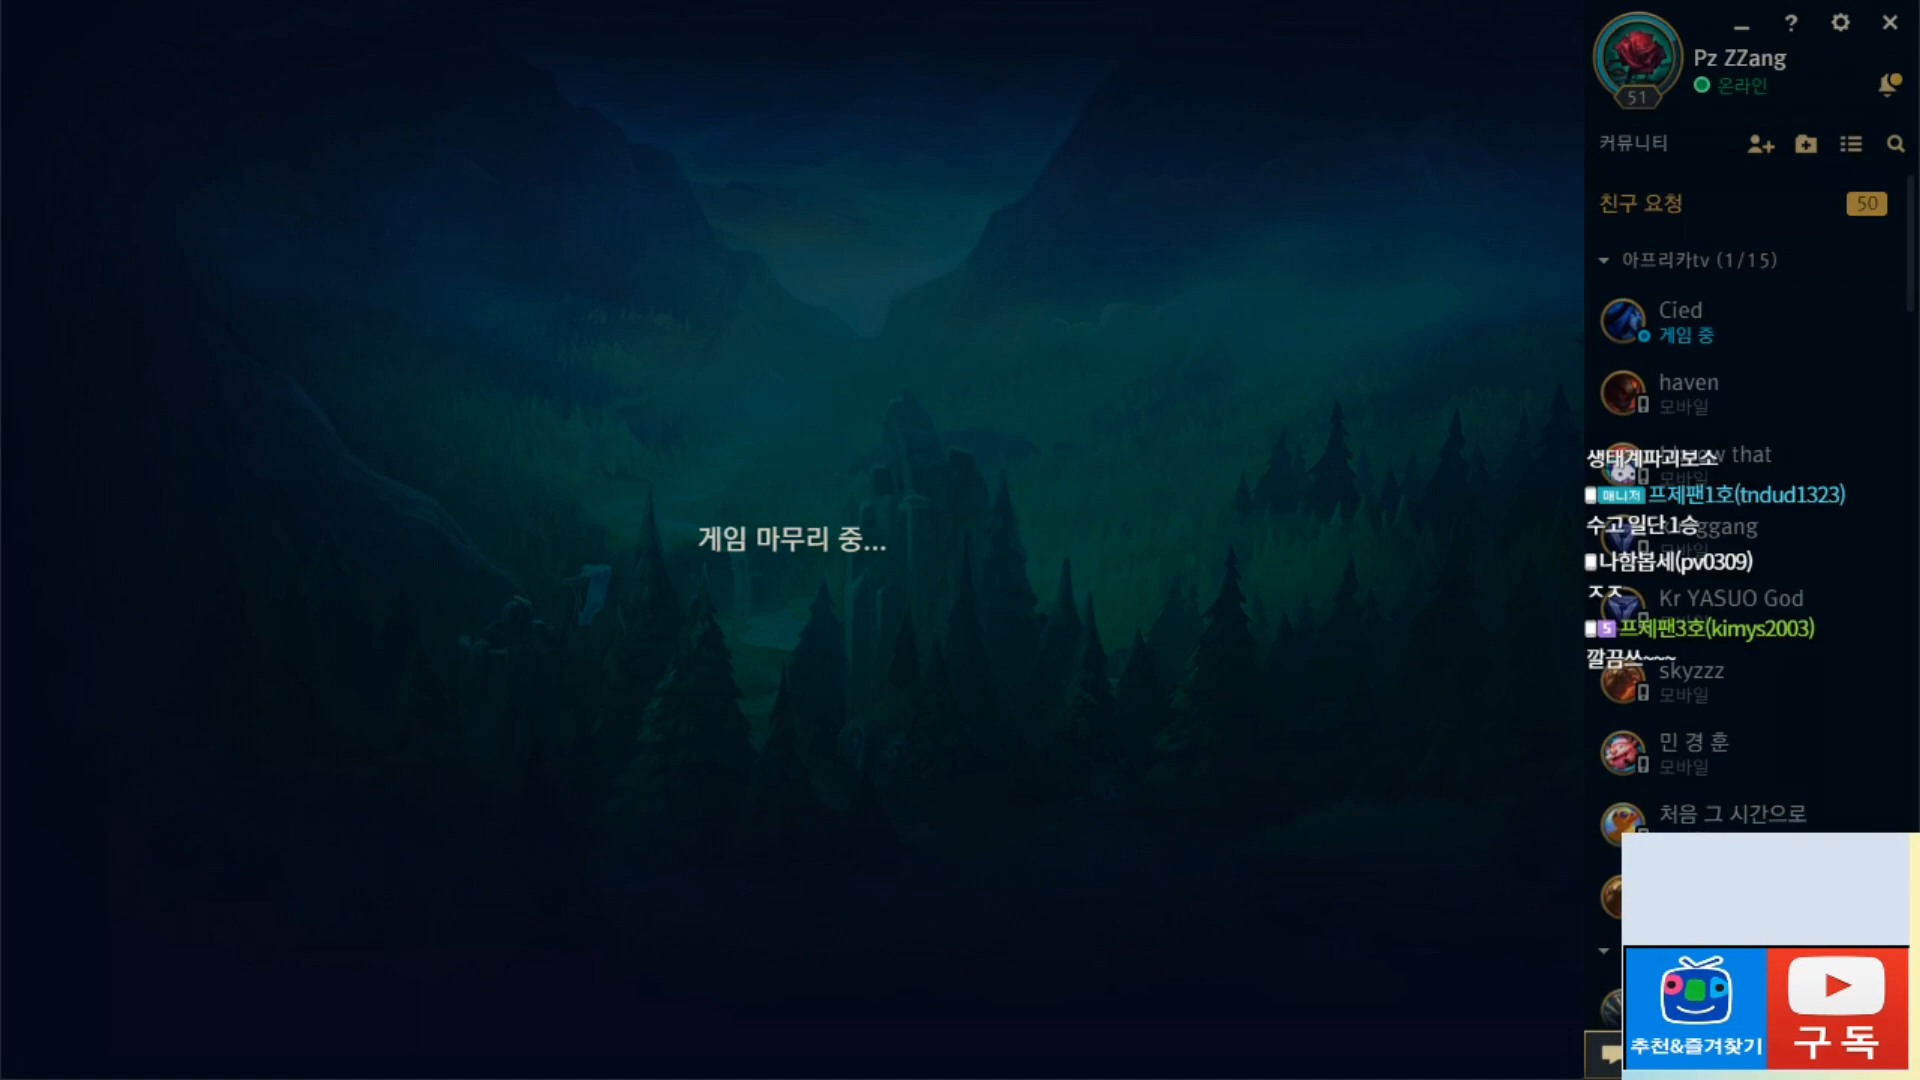 Pz ZZang
51
온라인
커뮤니티
친구 요청
50
아프리카tv (1/15)
Cied
게임 중
haven
모바일
that
생태계파괴보소
매니저 프제팬1호(tndud1323)
수고 일단 1승
나함봅세(pv0309)
ㅈㅈ
Kr YASUO God
S 프제팬3호(kimys2003)
깔끔쓰~~~
skyzzz
모바일
민 경 훈
모바일
처음 그 시간으로
게임 마무리 중...
추천&즐겨찾기
구독